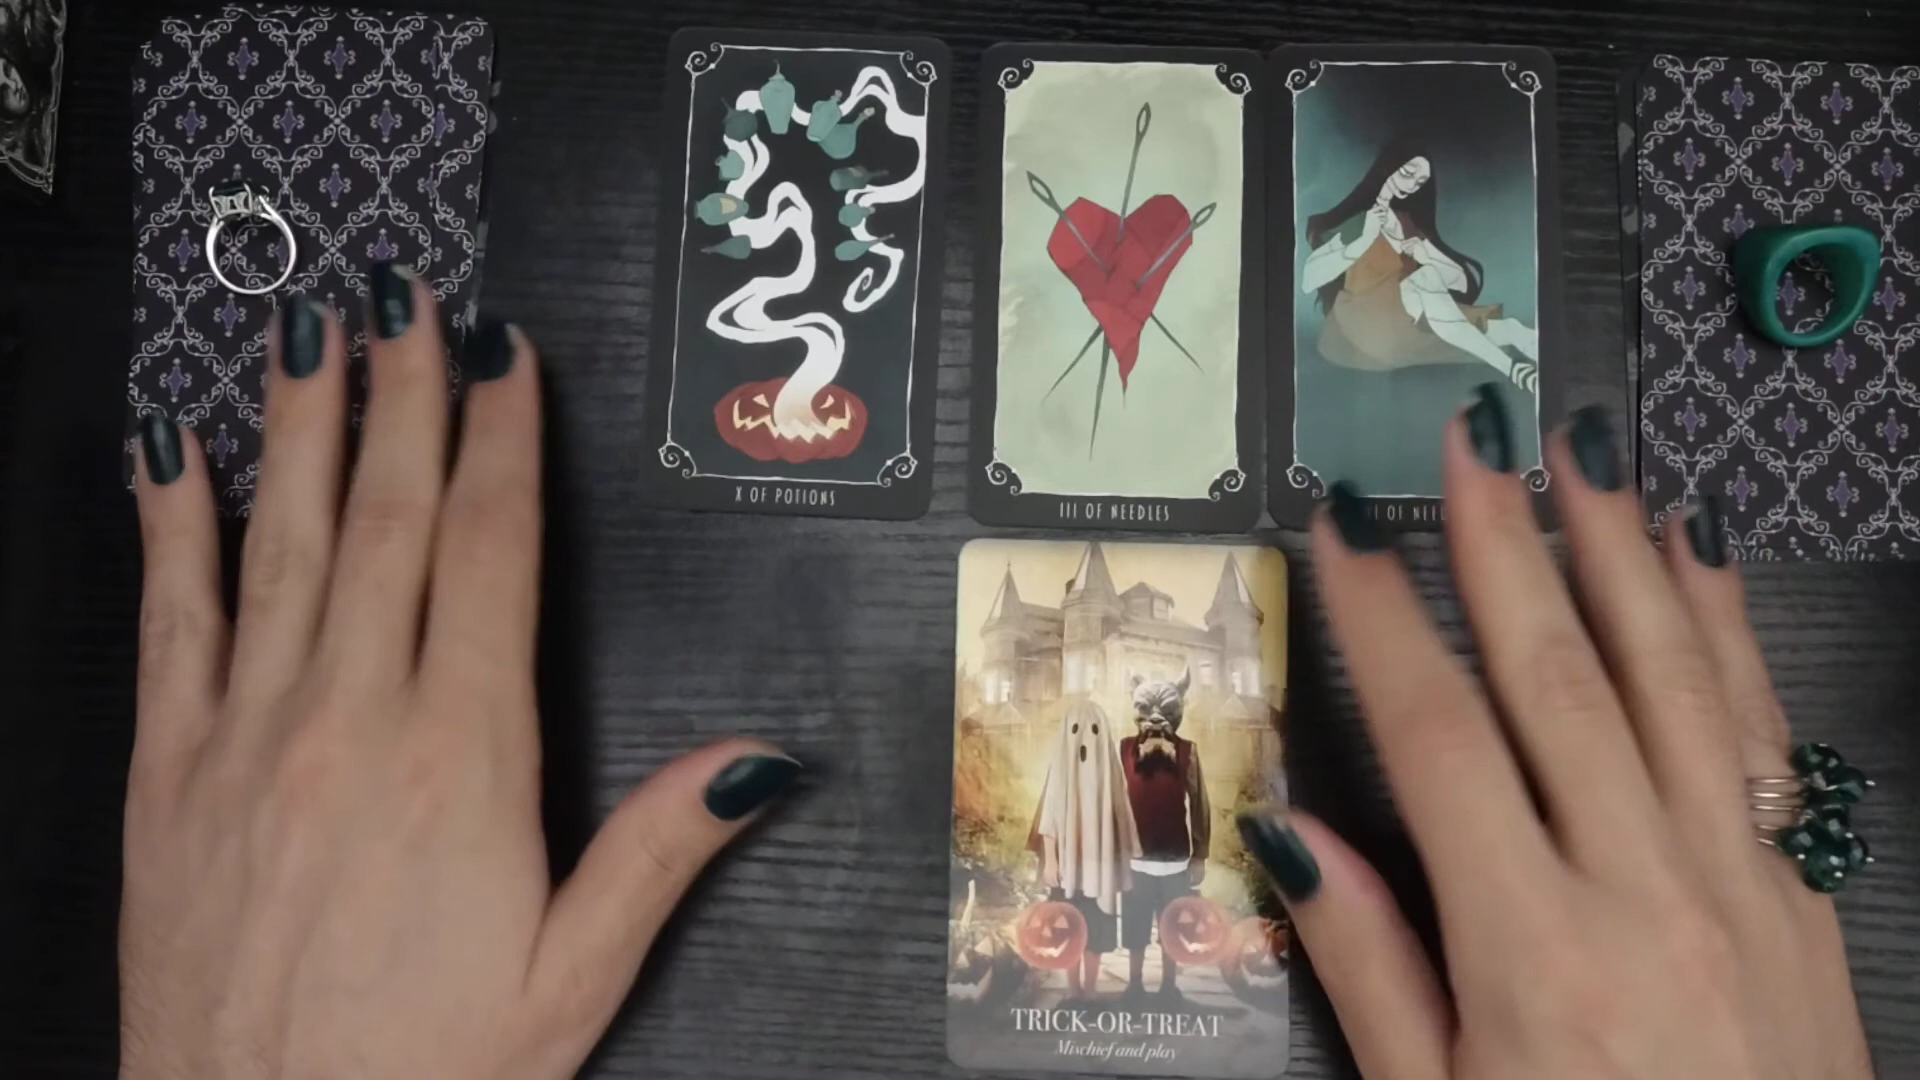 X OF POTIONS
III OF NEEDLES
TRICK-OR-TREAT
Mischief and play